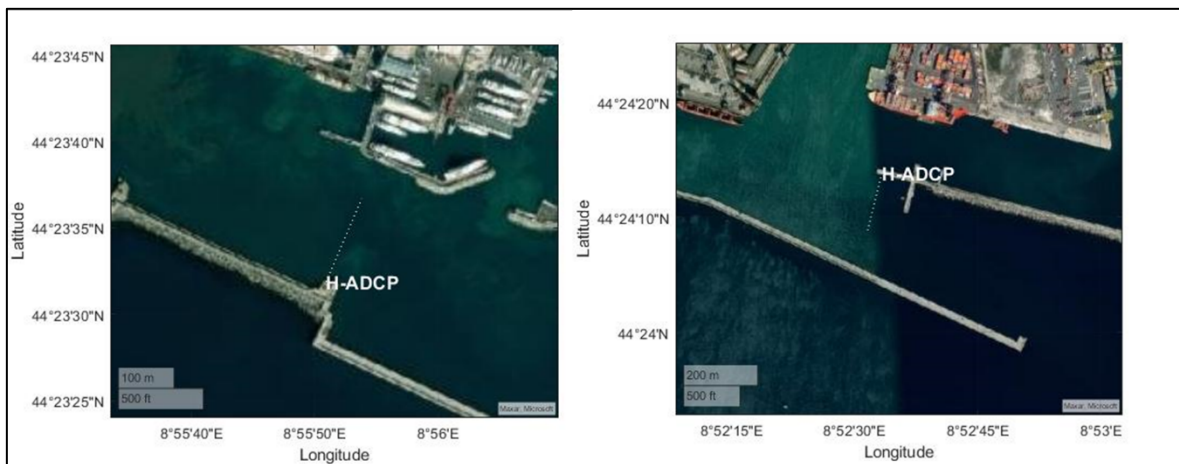 44°23'45"N
44°23'40"N
44°23'35"N
44°23'30"N
44°23'25"N
Latitude
H-ADCP
100 m
500 ft
Maxar, Microsoft
8°55'40"E
8°55'50"E
8°56'E
Longitude
44°24'20"N
44°24'10"N
44°24'N
Latitude
H-ADCP
200 m
500 ft
Maxar, Microsoft
8°52'15"E
8°52'30"E
8°52'45"E
8°53'E
Longitude